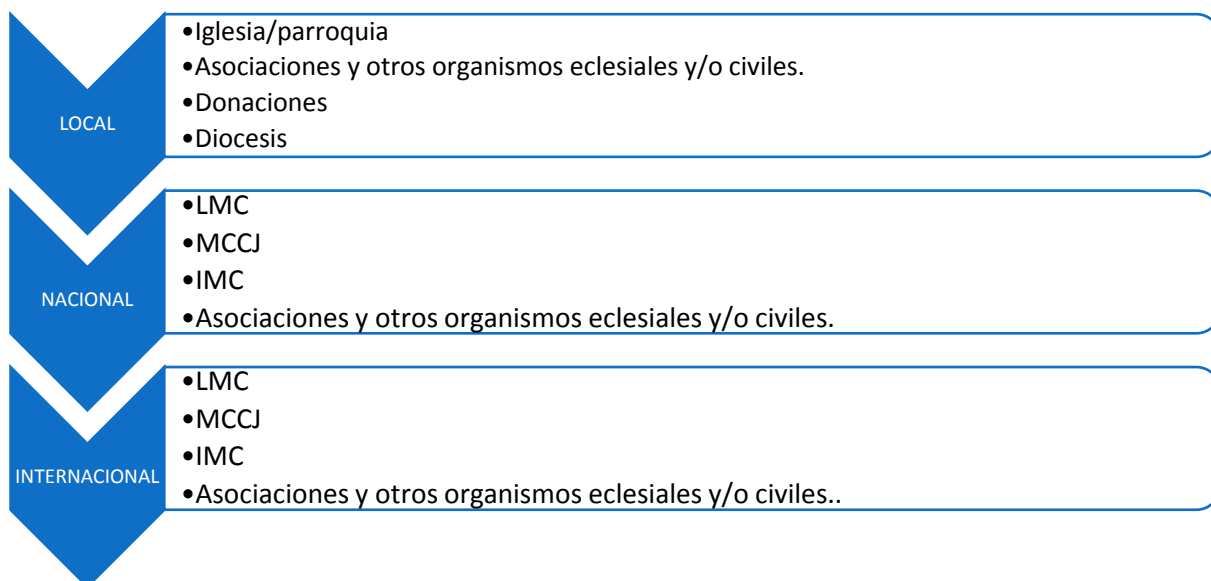 LOCAL
•Iglesia/parroquia
•Asociaciones y otros organismos eclesiales y/o civiles.
•Donaciones
•Diocesis
NACIONAL
•LMC
•MCCJ
•IMC
•Asociaciones y otros organismos eclesiales y/o civiles.
INTERNACIONAL
•LMC
•MCCJ
•IMC
•Asociaciones y otros organismos eclesiales y/o civiles..